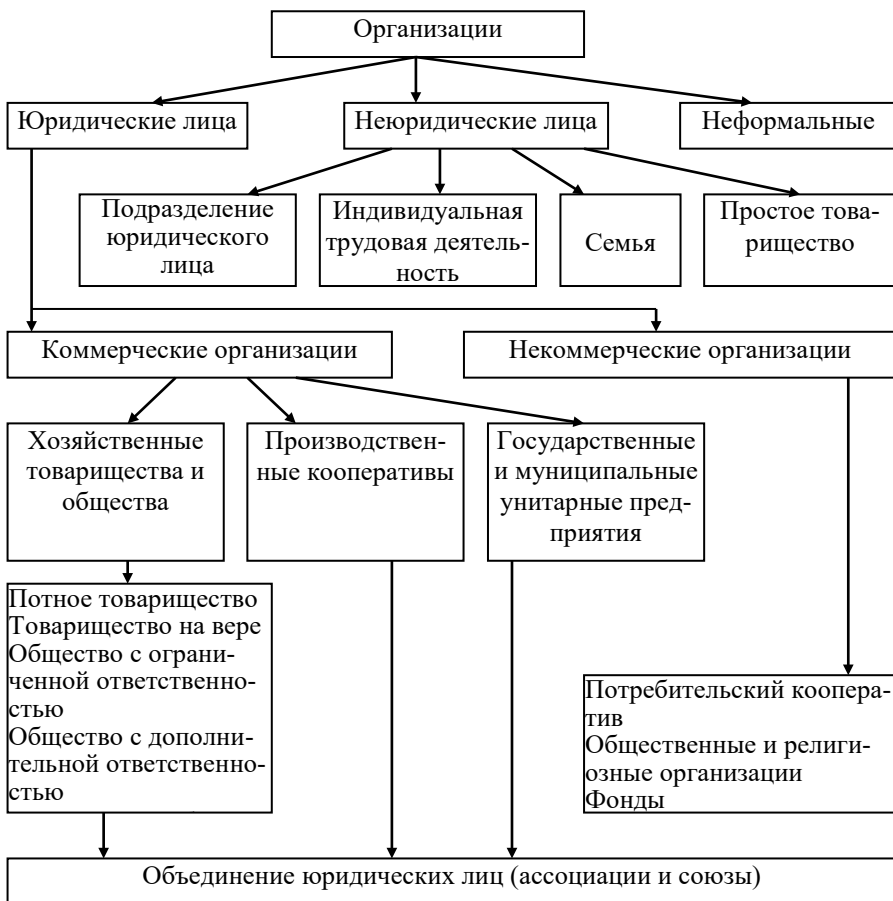 Организации
Юридические лица
Неюридические лица
Неформальные
Подразделение
юридического
лица
Индивидуальная
трудовая деятель-
ность
Семья
Простое това-
рищество
Коммерческие организации
Некоммерческие организации
Хозяйственные
товарищества и
общества
Производствен-
ные кооперативы
Государственные
и муниципальные
унитарные пред-
приятия
Потное товарищество
Товарищество на вере
Общество с ограни-
ченной ответственно-
стью
Общество с дополни-
тельной ответственно-
стью
Потребительский коопера-
тив
Общественные и религи-
озные организации
Фонды
Объединение юридических лиц (ассоциации и союзы)